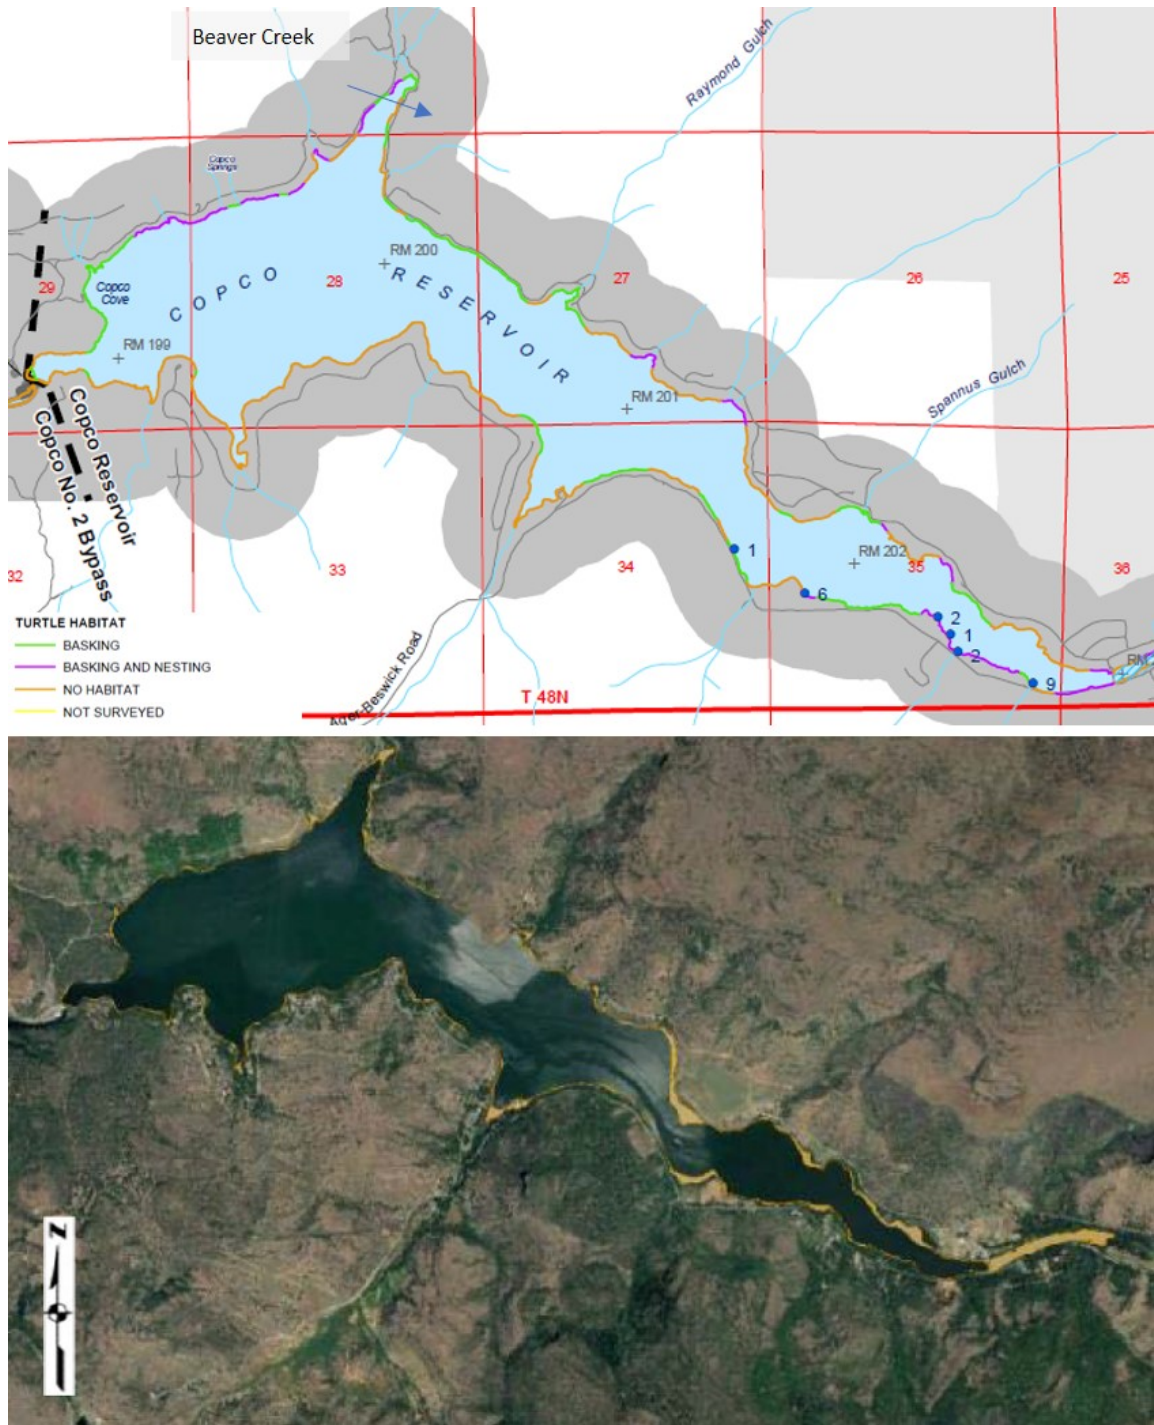 Beaver Creek
Raymond Gulch
Copco
Springs
RM 200
29
Copco
Cove
28
27
26
25
COPCO RESERVOIR
RM 199
RM 201
Spannus Gulch
Copco Reservoir
Copco No. 2 Bypass
1
RM 202
32
33
34
35
36
6
2
1
2
9
RM
TURTLE HABITAT
BASKING
BASKING AND NESTING
NO HABITAT
NOT SURVEYED
Ager-Beswick Road
T 48N
N